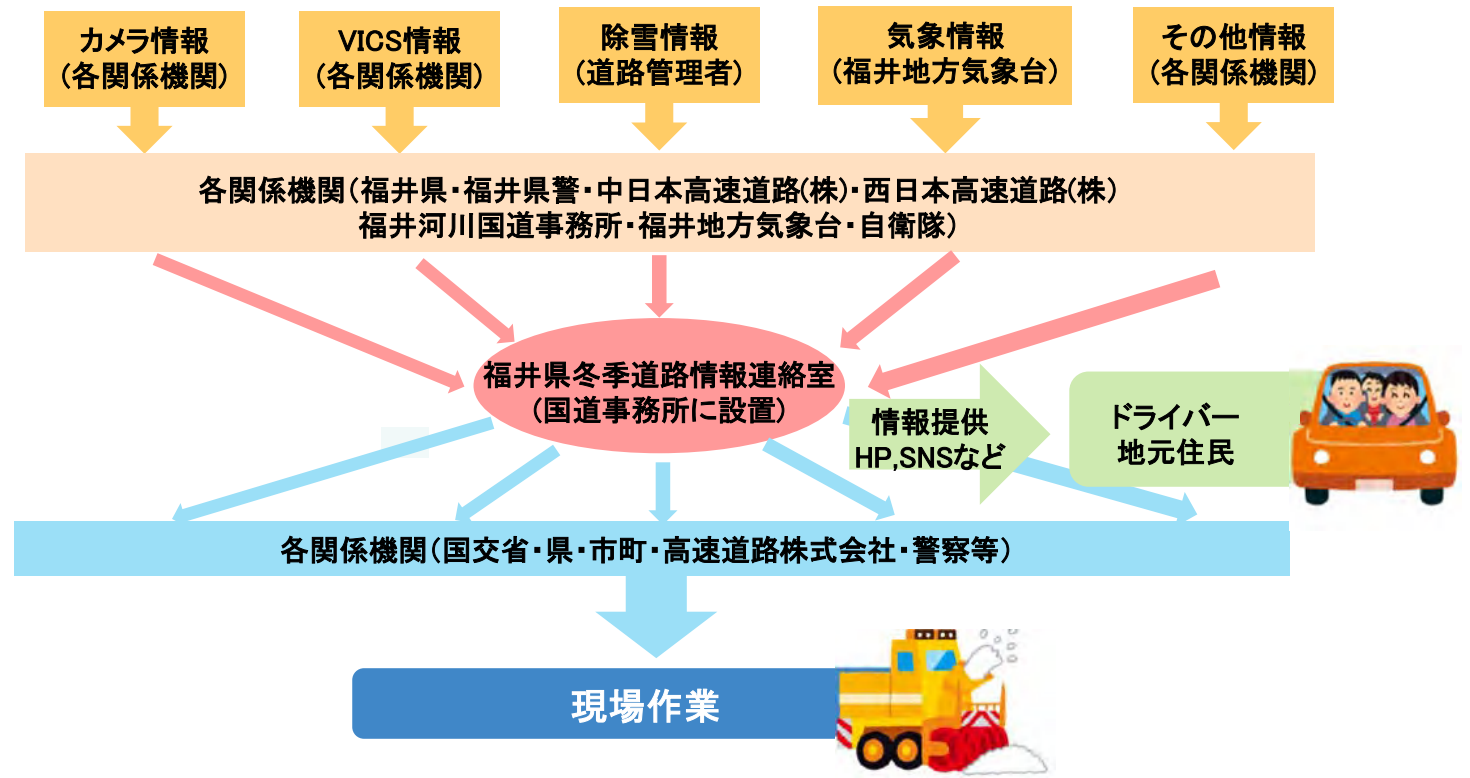 カメラ情報
（各関係機関）
VICS情報
（各関係機関）
除雪情報
（道路管理者）
気象情報
（福井地方気象台）
その他情報
（各関係機関）
各関係機関（福井県・福井県警・中日本高速道路(株)・西日本高速道路(株)
福井河川国道事務所・福井地方気象台・自衛隊）
福井県冬季道路情報連絡室
(国道事務所に設置)
情報提供
HP,SNSなど
ドライバー
地元住民
各関係機関（国交省・県・市町・高速道路株式会社・警察等）
現場作業